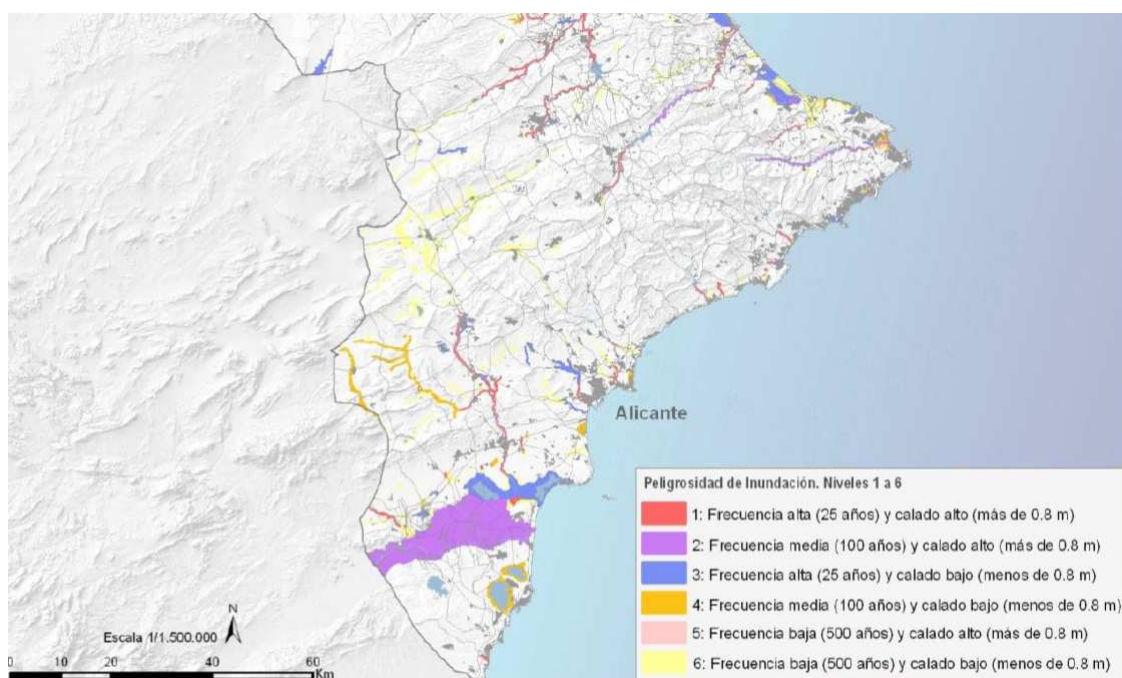 Alicante
Peligrosidad de Inundación. Niveles 1 a 6
1: Frecuencia alta (25 años) y calado alto (más de 0.8 m)
2: Frecuencia media (100 años) y calado alto (más de 0.8 m)
3: Frecuencia alta (25 años) y calado bajo (menos de 0.8 m)
4: Frecuencia media (100 años) y calado bajo (menos de 0.8 m)
5: Frecuencia baja (500 años) y calado alto (más de 0.8 m)
6: Frecuencia baja (500 años) y calado bajo (menos de 0.8 m)
N
Escala 1/1.500.000
0 10 20 40 60
Km